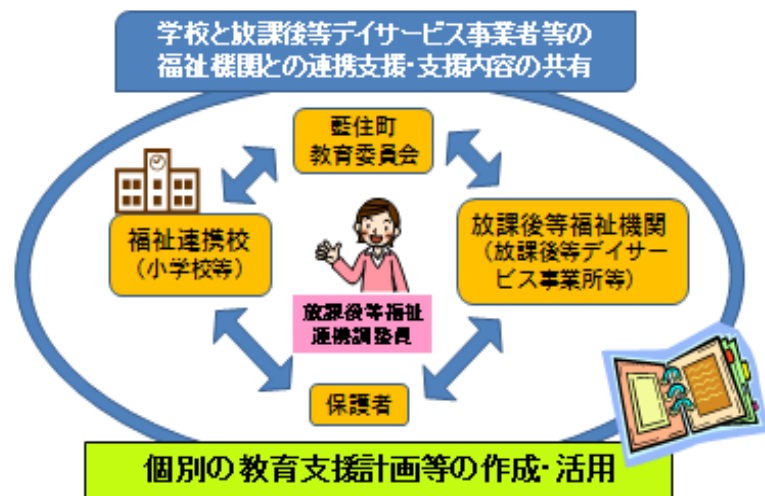 学校と放課後等デイサービス事業者等の
福祉機関との連携支援・支援内容の共有
藍住町
教育委員会
福祉連携校
（小学校等）
放課後等福祉機関
（放課後等デイサー
ビス事業所等）
放課後等福祉
連携調整員
保護者
個別の教育支援計画等の作成・活用